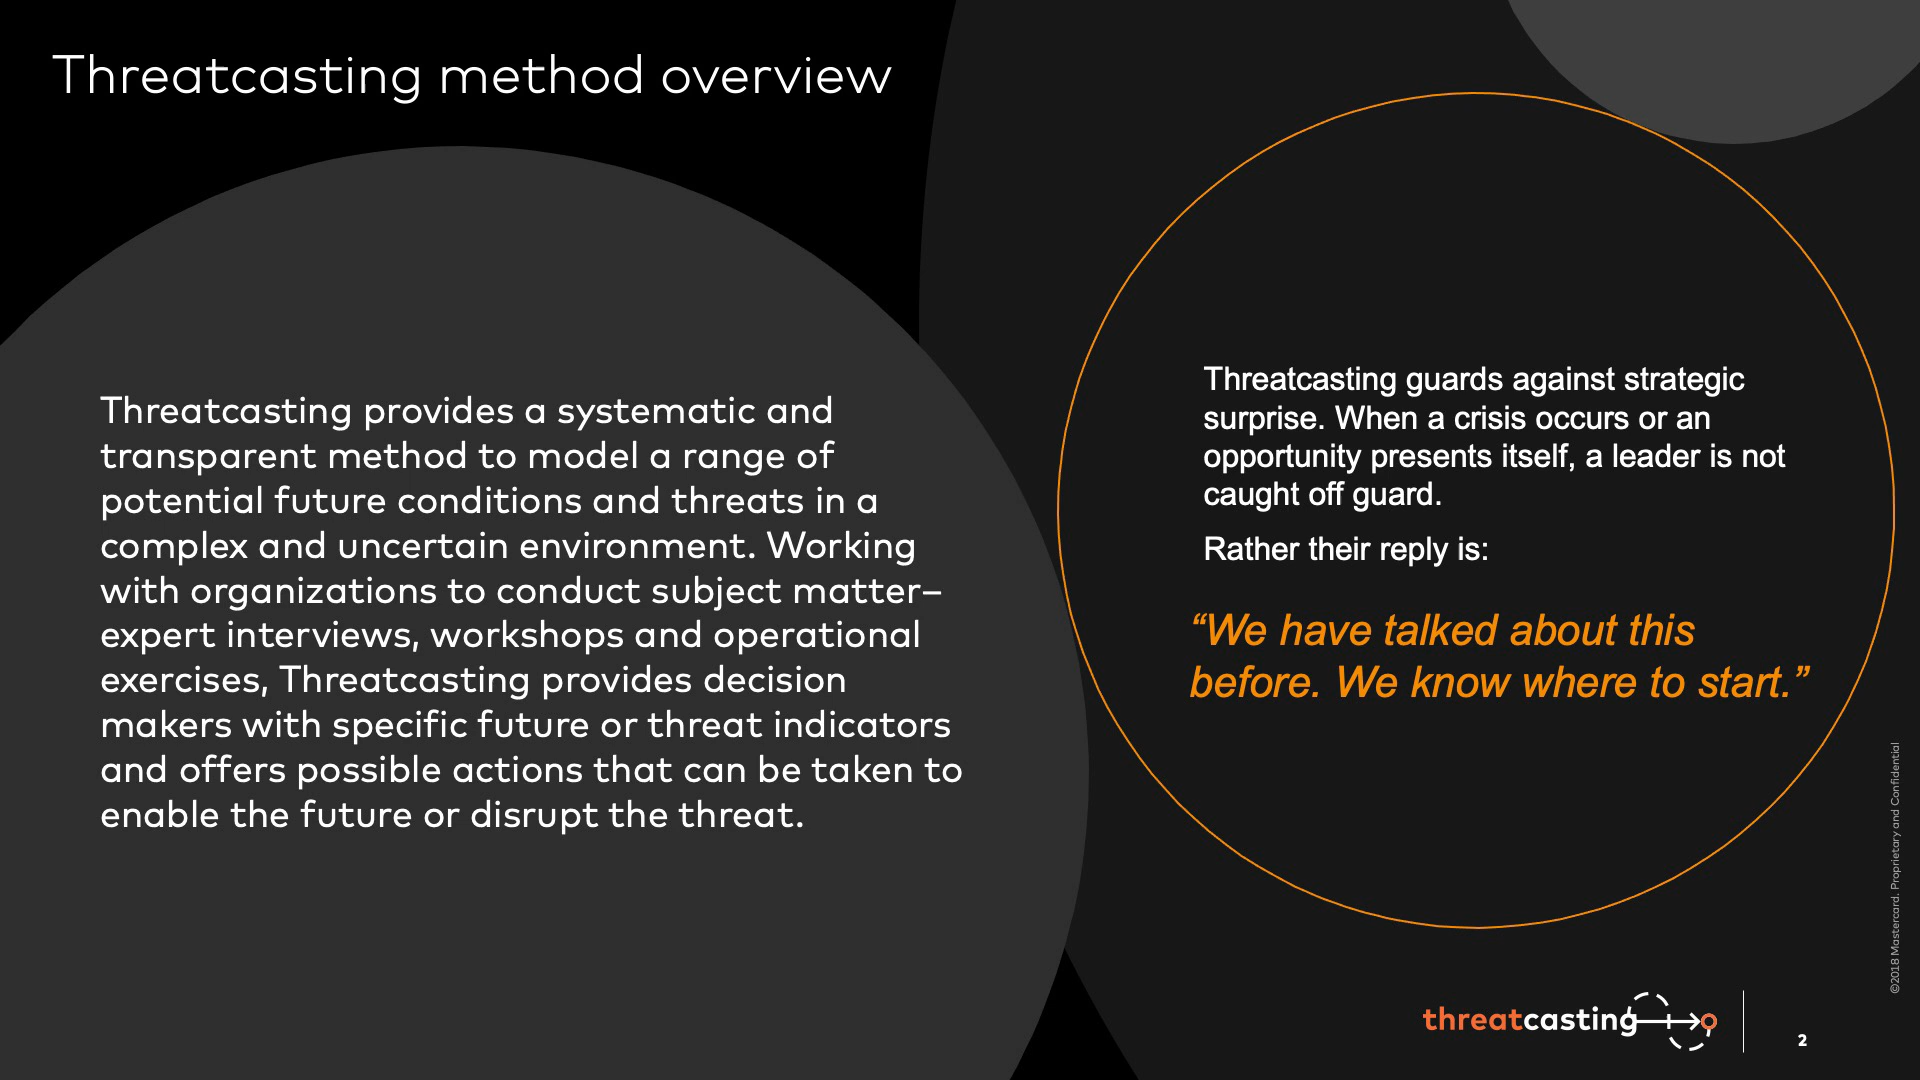 Threatcasting method overview
Threatcasting provides a systematic and
transparent method to model a range of
potential future conditions and threats in a
complex and uncertain environment. Working
with organizations to conduct subject matter–
expert interviews, workshops and operational
exercises, Threatcasting provides decision
makers with specific future or threat indicators
and offers possible actions that can be taken to
enable the future or disrupt the threat.
Threatcasting guards against strategic
surprise. When a crisis occurs or an
opportunity presents itself, a leader is not
caught off guard.
Rather their reply is:
“We have talked about this
before. We know where to start.”
©2018 Mastercard. Proprietary and Confidential
threatcasting
2